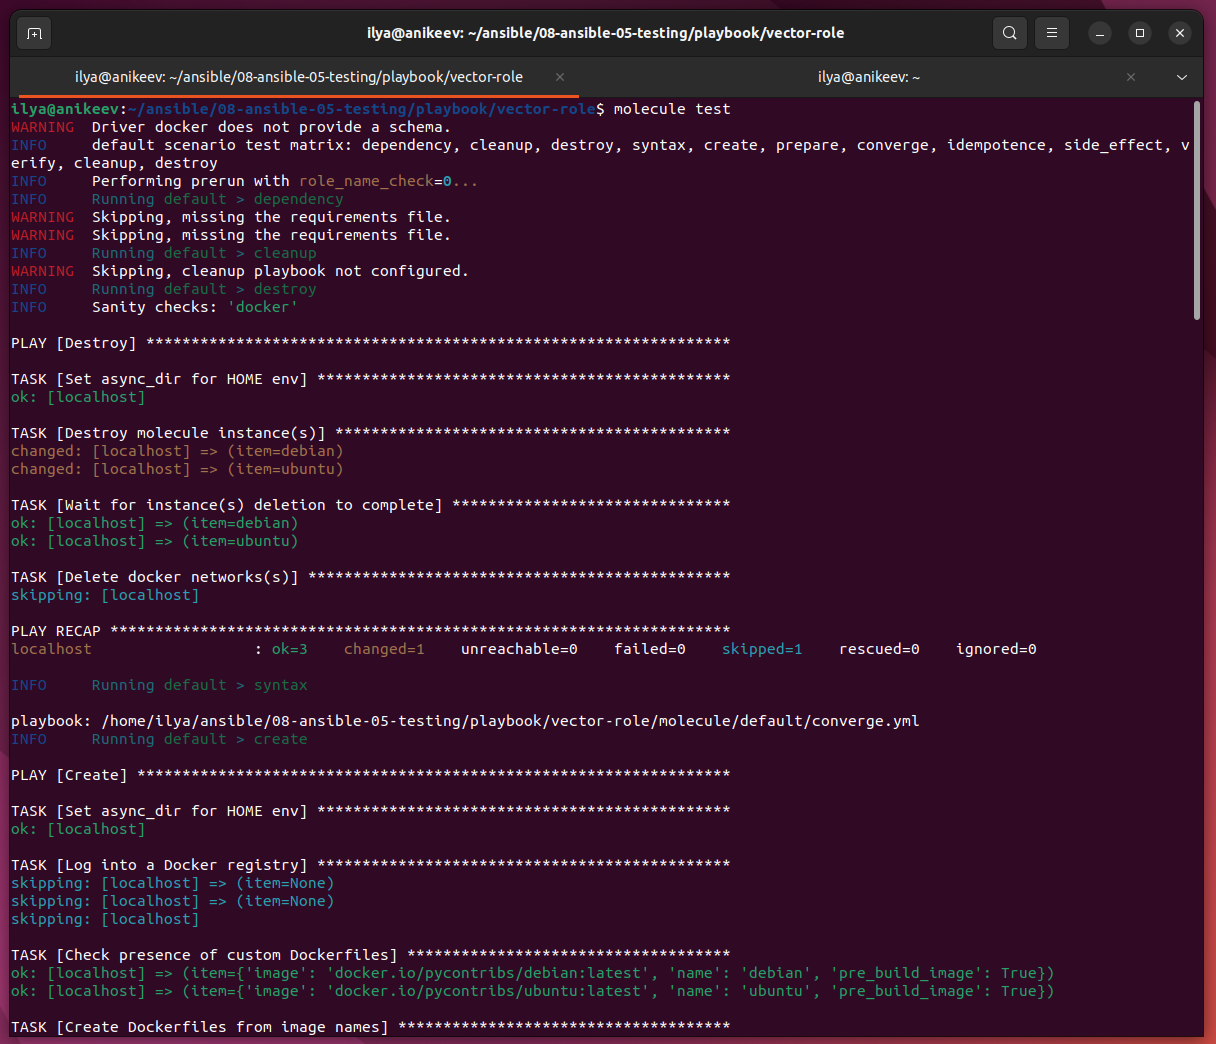 ilya@anikeev: ~/ansible/08-ansible-05-testing/playbook/vector-role
ilya@anikeev: ~/ansible/08-ansible-05-testing/playbook/vector-role
ilya@anikeev: ~
ilya@anikeev:~/ansible/08-ansible-05-testing/playbook/vector-role$ molecule test
WARNING  Driver docker does not provide a schema.
INFO     default scenario test matrix: dependency, cleanup, destroy, syntax, create, prepare, converge, idempotence, side_effect, v
erify, cleanup, destroy
INFO     Performing prerun with role_name_check=0...
INFO     Running default > dependency
WARNING  Skipping, missing the requirements file.
WARNING  Skipping, missing the requirements file.
INFO     Running default > cleanup
WARNING  Skipping, cleanup playbook not configured.
INFO     Running default > destroy
INFO     Sanity checks: 'docker'
PLAY [Destroy] *****************************************************************
TASK [Set async_dir for HOME env] **********************************************
ok: [localhost]
TASK [Destroy molecule instance(s)] ********************************************
changed: [localhost] => (item=debian)
changed: [localhost] => (item=ubuntu)
TASK [Wait for instance(s) deletion to complete] *******************************
ok: [localhost] => (item=debian)
ok: [localhost] => (item=ubuntu)
TASK [Delete docker networks(s)] ***********************************************
skipping: [localhost]
PLAY RECAP *********************************************************************
localhost                  : ok=3    changed=1    unreachable=0    failed=0    skipped=1    rescued=0    ignored=0
INFO     Running default > syntax
playbook: /home/ilya/ansible/08-ansible-05-testing/playbook/vector-role/molecule/default/converge.yml
INFO     Running default > create
PLAY [Create] ******************************************************************
TASK [Set async_dir for HOME env] **********************************************
ok: [localhost]
TASK [Log into a Docker registry] **********************************************
skipping: [localhost] => (item=None)
skipping: [localhost] => (item=None)
skipping: [localhost]
TASK [Check presence of custom Dockerfiles] ************************************
ok: [localhost] => (item={'image': 'docker.io/pycontribs/debian:latest', 'name': 'debian', 'pre_build_image': True})
ok: [localhost] => (item={'image': 'docker.io/pycontribs/ubuntu:latest', 'name': 'ubuntu', 'pre_build_image': True})
TASK [Create Dockerfiles from image names] *************************************